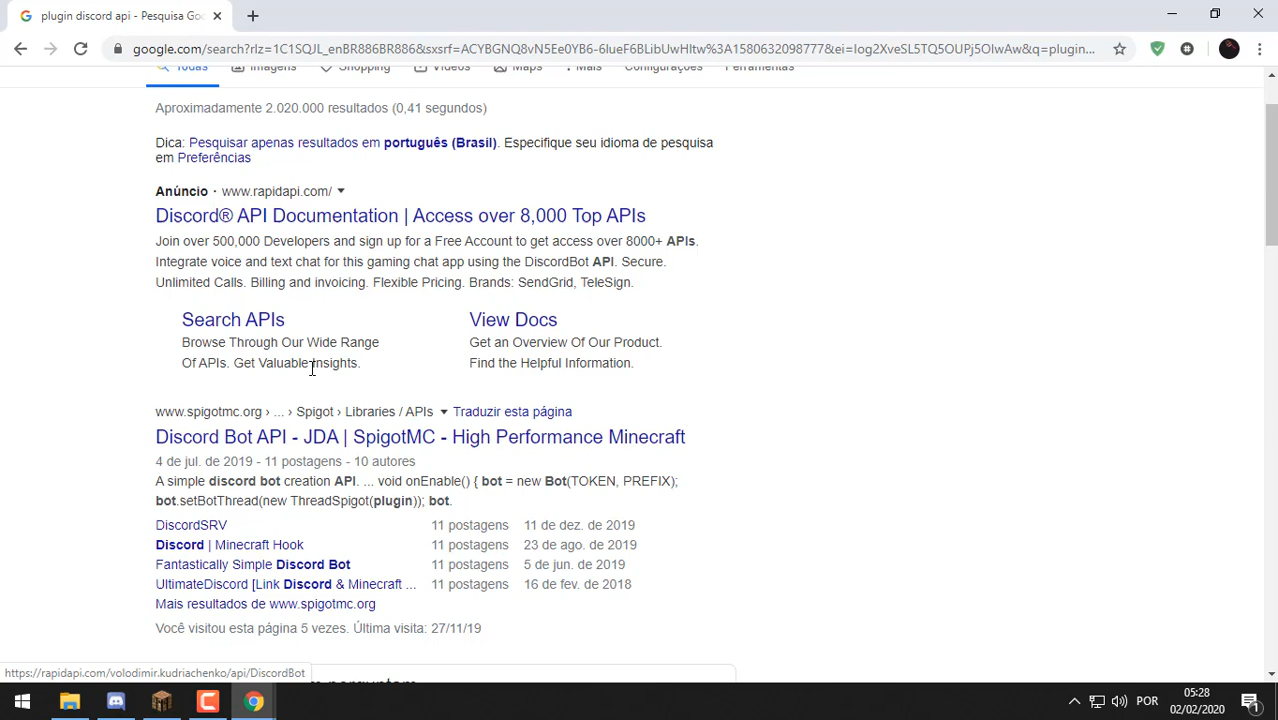 plugin discord api - Pesquisa Goo
google.com/search?rlz=1C1SQJL_enBR886BR886&sxsrf=ACYBGNQ8vN5Ee0YB6-6lueF6BLibUwHItw%3A1580632098777&ei=Iog2XveSL5TQ5OUPj5OIwAw&q=plugin...
Todas Imagens Shopping Vídeos Maps Mais Configurações Ferramentas
Aproximadamente 2.020.000 resultados (0,41 segundos)
Dica: Pesquisar apenas resultados em português (Brasil). Especifique seu idioma de pesquisa
em Preferências
Anúncio · www.rapidapi.com/
Discord® API Documentation | Access over 8,000 Top APIs
Join over 500,000 Developers and sign up for a Free Account to get access over 8000+ APIs.
Integrate voice and text chat for this gaming chat app using the DiscordBot API. Secure.
Unlimited Calls. Billing and invoicing. Flexible Pricing. Brands: SendGrid, TeleSign.
Search APIs View Docs
Browse Through Our Wide Range Get an Overview Of Our Product.
Of APIs. Get Valuable Insights. Find the Helpful Information.
www.spigotmc.org › ... › Spigot › Libraries / APIs Traduzir esta página
Discord Bot API - JDA | SpigotMC - High Performance Minecraft
4 de jul. de 2019 - 11 postagens - 10 autores
A simple discord bot creation API. ... void onEnable() { bot = new Bot(TOKEN, PREFIX);
bot.setBotThread(new ThreadSpigot(plugin)); bot.
DiscordSRV 11 postagens 11 de dez. de 2019
Discord | Minecraft Hook 11 postagens 23 de ago. de 2019
Fantastically Simple Discord Bot 11 postagens 5 de jun. de 2019
UltimateDiscord [Link Discord & Minecraft ... 11 postagens 16 de fev. de 2018
Mais resultados de www.spigotmc.org
Você visitou esta página 5 vezes. Última visita: 27/11/19
https://rapidapi.com/volodimir.kudriachenko/api/DiscordBot
POR
05:28
02/02/2020
1